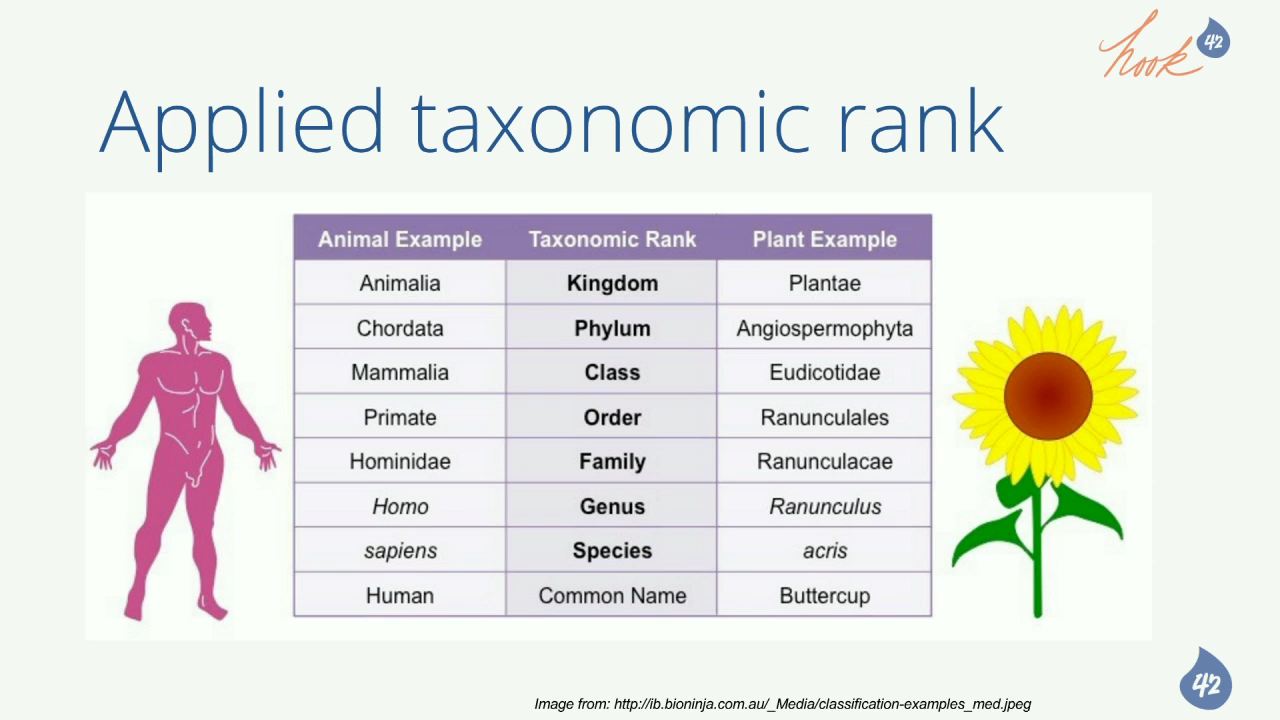 hook 42
Applied taxonomic rank
Animal Example Taxonomic Rank Plant Example
Animalia Kingdom Plantae
Chordata Phylum Angiospermophyta
Mammalia Class Eudicotidae
Primate Order Ranunculales
Hominidae Family Ranunculacae
Homo Genus Ranunculus
sapiens Species acris
Human Common Name Buttercup
42
Image from: http://ib.bioninja.com.au/_Media/classification-examples_med.jpeg